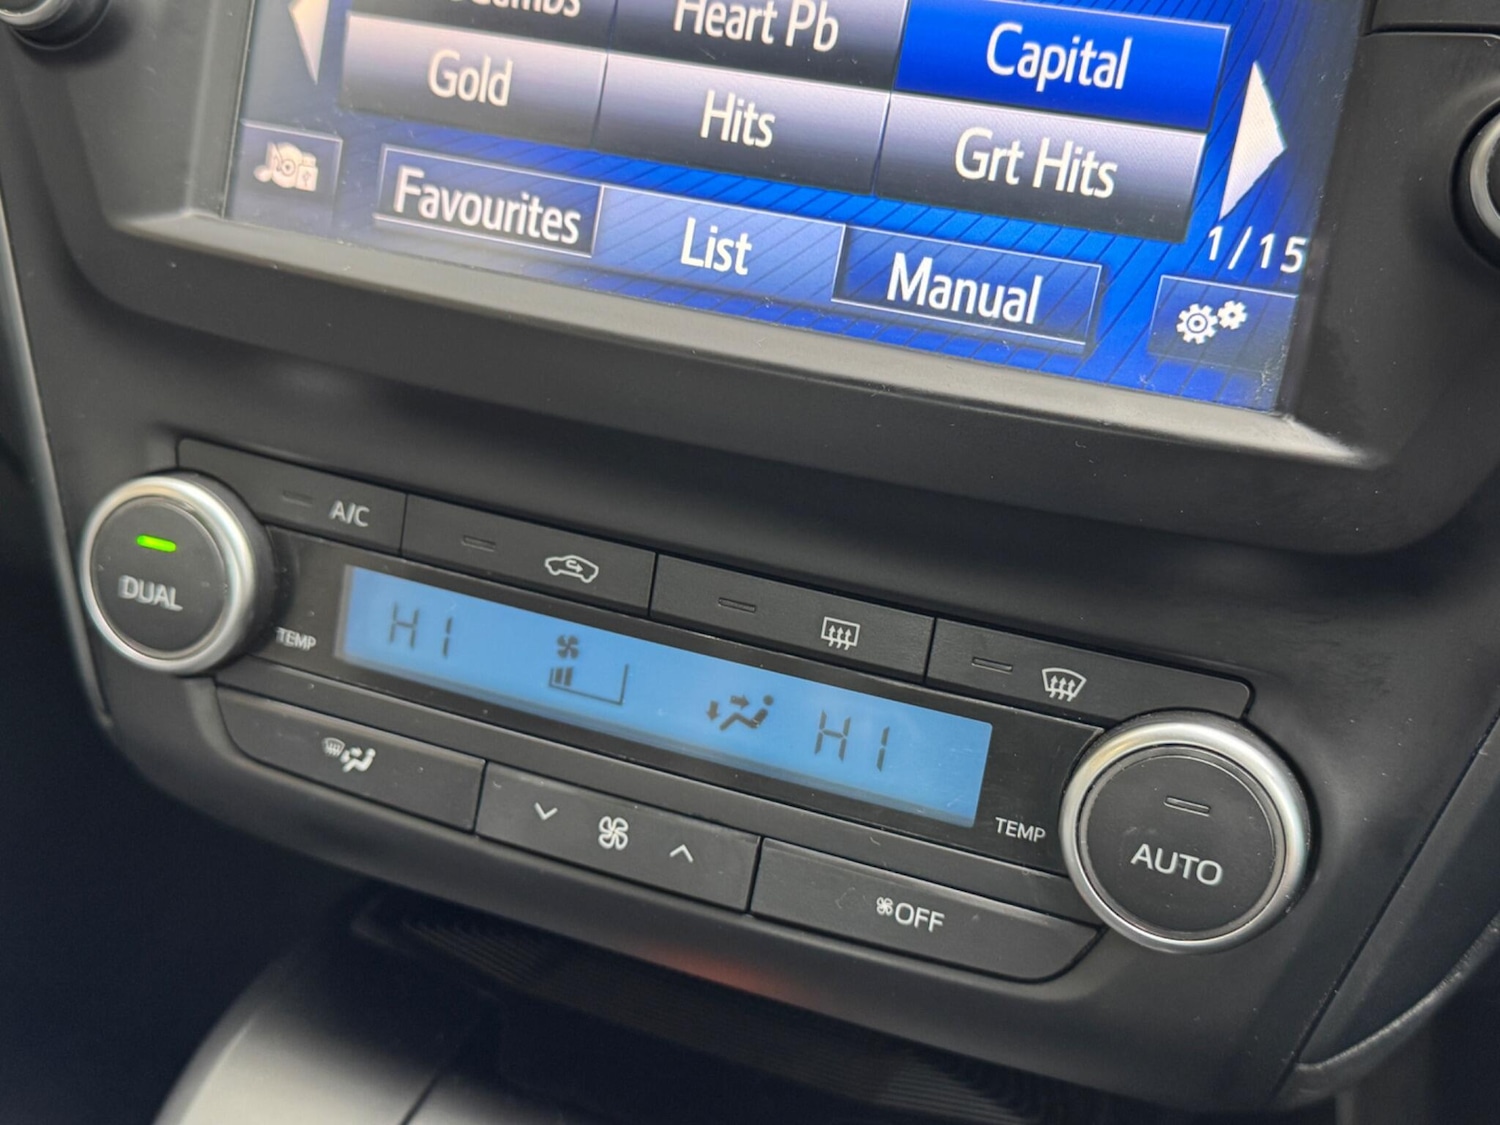 Heart Pb
Capital
Gold
Hits
Grt Hits
Favourites
List
Manual
1/15
A/C
DUAL
TEMP
HI
HI
TEMP
AUTO
OFF